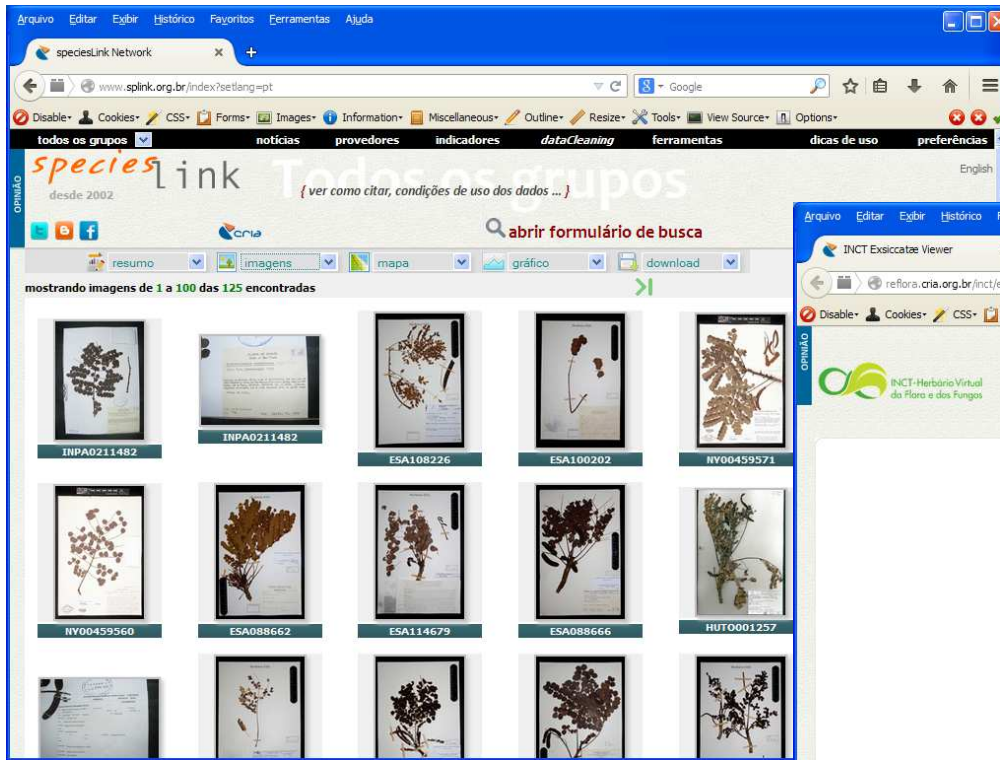 Arquivo Editar Exibir Histórico Favoritos Ferramentas Ajuda
speciesLink Network
www.splink.org.br/index?setlang=pt
Google
Disable Cookies CSS Forms Images Information Miscellaneous Outline Resize Tools View Source Options
todos os grupos notícias provedores indicadores dataCleaning ferramentas dicas de uso preferências
OPINIÃO
species link
desde 2002
Todos os grupos
{ ver como citar, condições de uso dos dados ... }
English
cria
abrir formulário de busca
resumo imagens mapa gráfico download
mostrando imagens de 1 a 100 das 125 encontradas
INPA0211482 INPA0211482 ESA108226 ESA100202 NY00459571
NY00459560 ESA088662 ESA114679 ESA088666 HUTO001257
Arquivo Editar Exibir Histórico
INCT Exsiccatæ Viewer
reflora.cria.org.br/inct/e
Disable Cookies CSS
OPINIÃO
INCT-Herbário Virtual
da Flora e dos Fungos